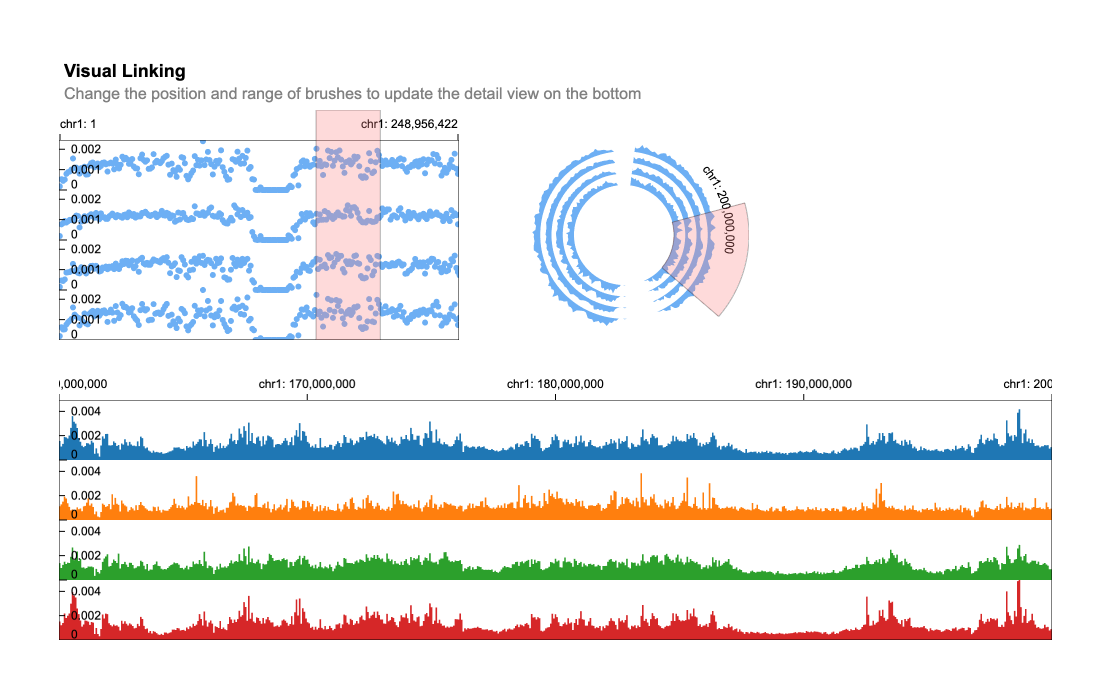 Visual Linking
Change the position and range of brushes to update the detail view on the bottom
chr1: 1
chr1: 248,956,422
0.002
0.001
0
0.002
0.001
0
0.002
0.001
0
0.002
0.001
0
chr1: 200,000,000
0,000,000
chr1: 170,000,000
chr1: 180,000,000
chr1: 190,000,000
chr1: 200
0.004
0.002
0
0.004
0.002
0
0.004
0.002
0
0.004
0.002
0